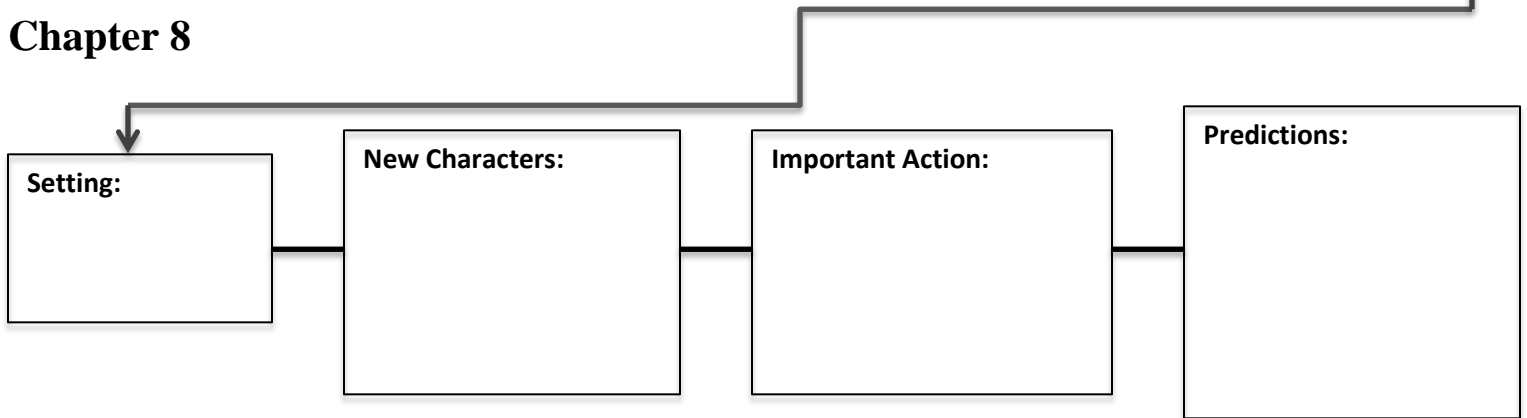 Chapter 8
Setting:
New Characters:
Important Action:
Predictions: